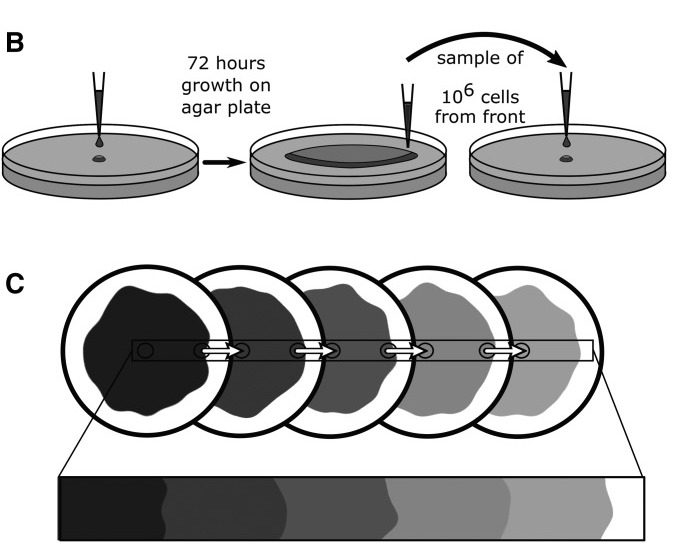 B
72 hours
growth on
agar plate
sample of
10⁶ cells
from front
C